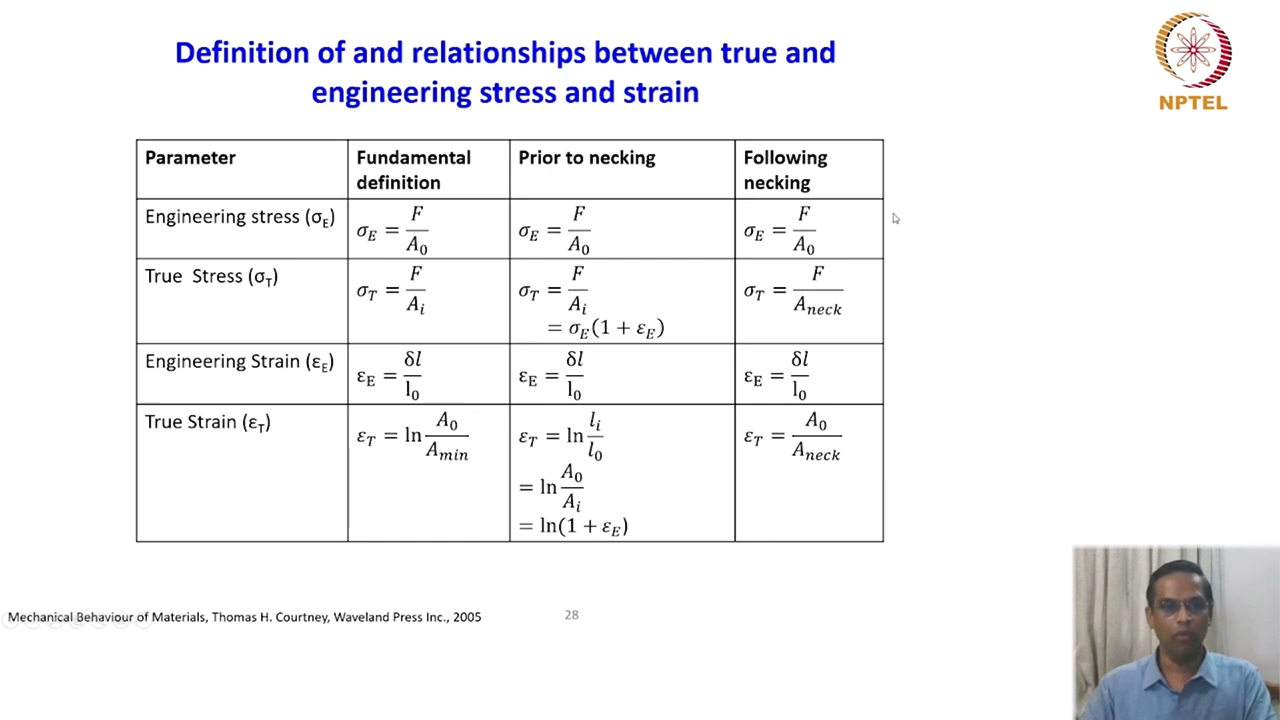 Definition of and relationships between true and
engineering stress and strain
NPTEL
Parameter
Fundamental
definition
Prior to necking
Following
necking
Engineering stress (σE)
σE = F/A0
σE = F/A0
σE = F/A0
True Stress (σT)
σT = F/Ai
σT = F/Ai
= σE(1 + εE)
σT = F/Aneck
Engineering Strain (εE)
εE = δl/l0
εE = δl/l0
εE = δl/l0
True Strain (εT)
εT = ln A0/Amin
εT = ln li/l0
= ln A0/Ai
= ln(1 + εE)
εT = A0/Aneck
Mechanical Behaviour of Materials, Thomas H. Courtney, Waveland Press Inc., 2005
28